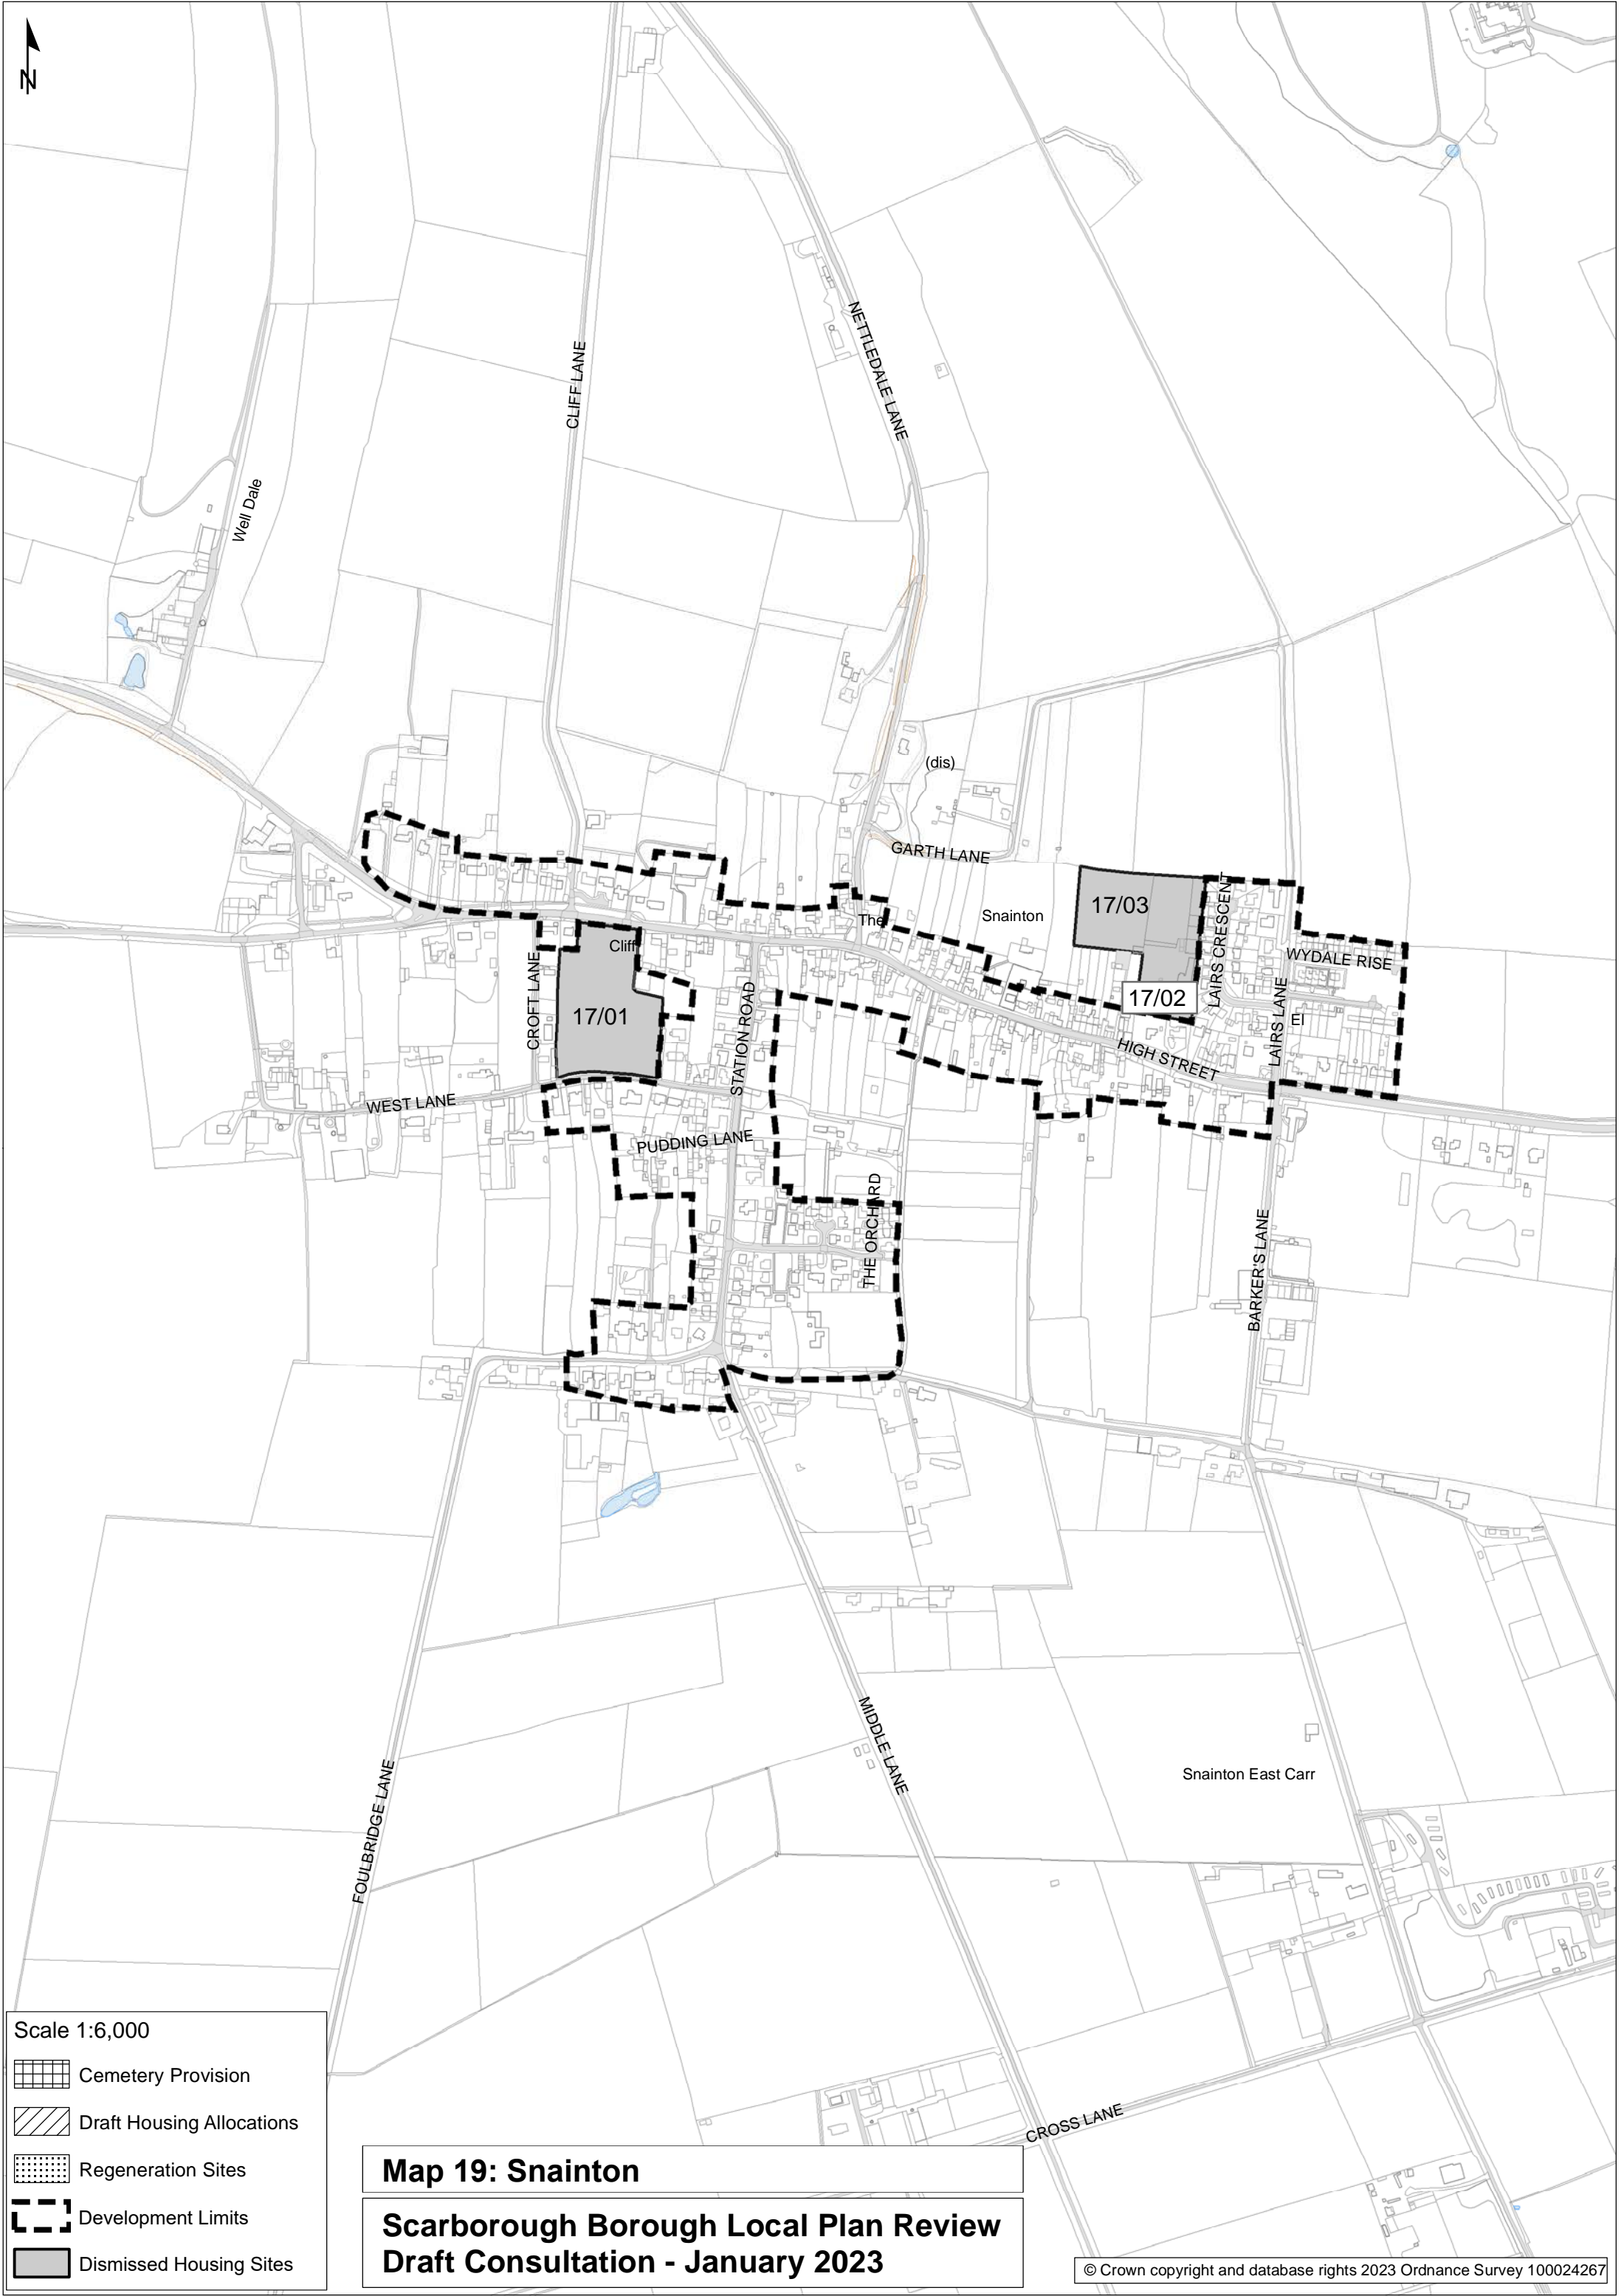 N
CLIFF LANE
NETTLEDALE LANE
Well Dale
(dis)
GARTH LANE
17/03
The
Snainton
LAIRS CRESCENT
Cliff
WYDALE RISE
CROFT LANE
17/01
17/02
STATION ROAD
LAIRS LANE
El
HIGH STREET
WEST LANE
PUDDING LANE
THE ORCHARD
BARKER'S LANE
MIDDLE LANE
Snainton East Carr
FOULBRIDGE LANE
CROSS LANE
Scale 1:6,000
Cemetery Provision
Draft Housing Allocations
Regeneration Sites
Development Limits
Dismissed Housing Sites
Map 19: Snainton
Scarborough Borough Local Plan Review
Draft Consultation - January 2023
© Crown copyright and database rights 2023 Ordnance Survey 100024267